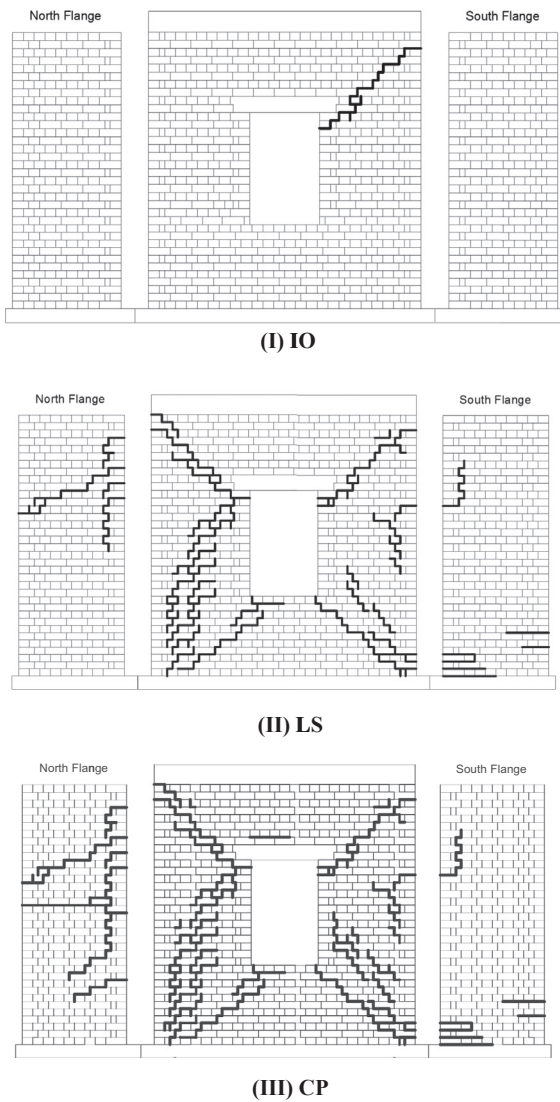 North Flange
South Flange
(I) IO
North Flange
South Flange
(II) LS
North Flange
South Flange
(III) CP